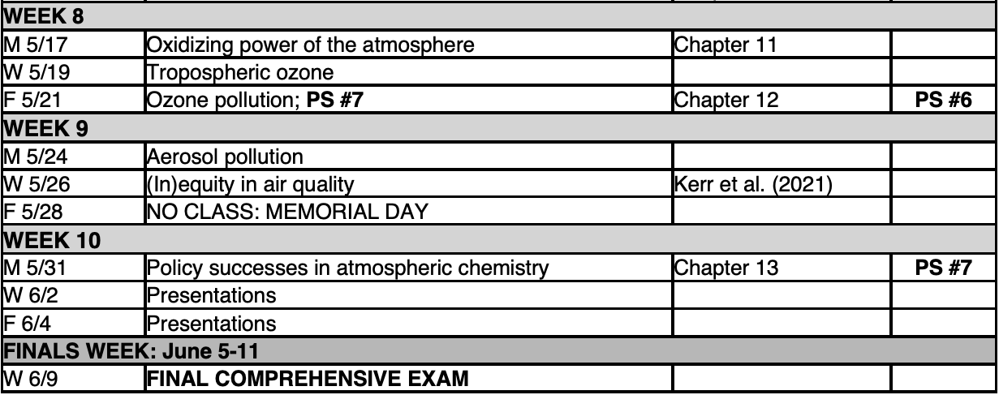 WEEK 8
M 5/17 Oxidizing power of the atmosphere Chapter 11
W 5/19 Tropospheric ozone
F 5/21 Ozone pollution; PS #7 Chapter 12 PS #6
WEEK 9
M 5/24 Aerosol pollution
W 5/26 (In)equity in air quality Kerr et al. (2021)
F 5/28 NO CLASS: MEMORIAL DAY
WEEK 10
M 5/31 Policy successes in atmospheric chemistry Chapter 13 PS #7
W 6/2 Presentations
F 6/4 Presentations
FINALS WEEK: June 5-11
W 6/9 FINAL COMPREHENSIVE EXAM